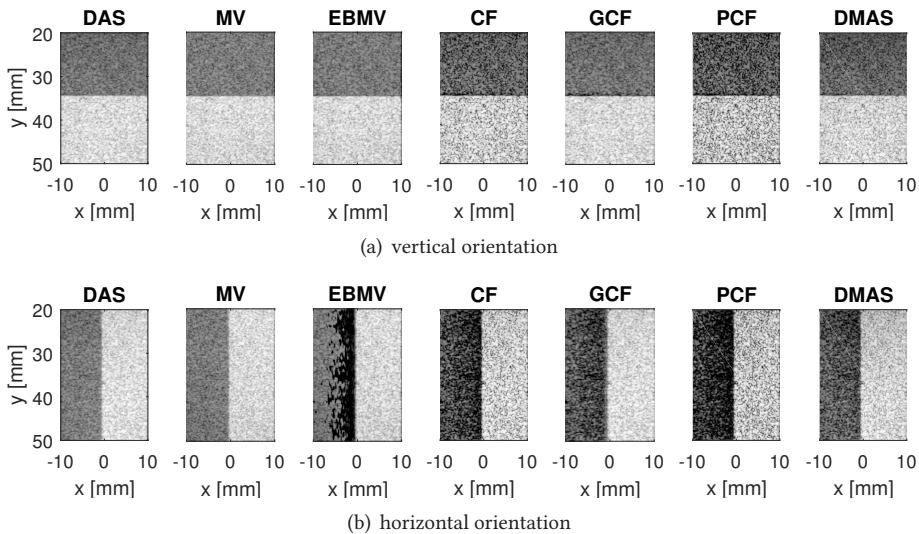 DAS MV EBMV CF GCF PCF DMAS
20
30
40
50
y [mm]
-10 0 10 -10 0 10 -10 0 10 -10 0 10 -10 0 10 -10 0 10 -10 0 10
x [mm] x [mm] x [mm] x [mm] x [mm] x [mm] x [mm]
(a) vertical orientation
DAS MV EBMV CF GCF PCF DMAS
20
30
40
50
y [mm]
-10 0 10 -10 0 10 -10 0 10 -10 0 10 -10 0 10 -10 0 10 -10 0 10
x [mm] x [mm] x [mm] x [mm] x [mm] x [mm] x [mm]
(b) horizontal orientation